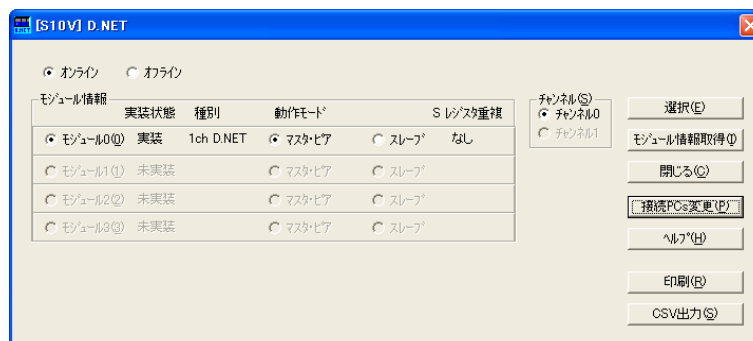 [S10V] D.NET
オンライン オフライン
モジュール情報
実装状態 種別 動作モード Sレジスタ重複
モジュール0(0) 実装 1ch D.NET マスタ・ピア スレーブ なし
モジュール1(1) 未実装 マスタ・ピア スレーブ
モジュール2(2) 未実装 マスタ・ピア スレーブ
モジュール3(3) 未実装 マスタ・ピア スレーブ
チャンネル(S)
チャンネル0
チャンネル1
選択(E)
モジュール情報取得(I)
閉じる(C)
接続PCs変更(P)
ヘルプ(H)
印刷(R)
CSV出力(S)